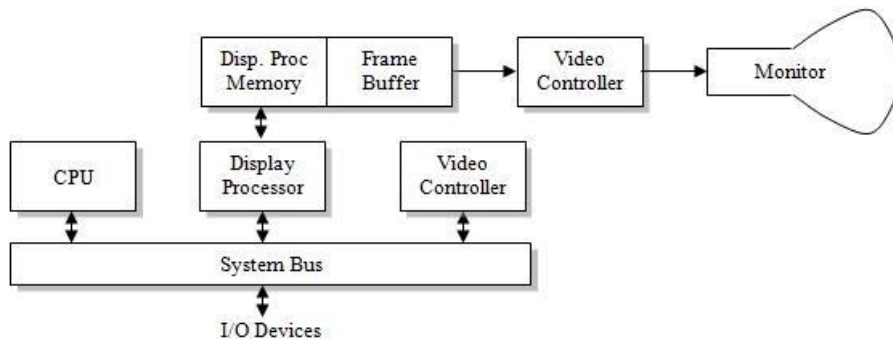 Disp. Proc
Memory
Frame
Buffer
Video
Controller
Monitor
CPU
Display
Processor
Video
Controller
System Bus
I/O Devices